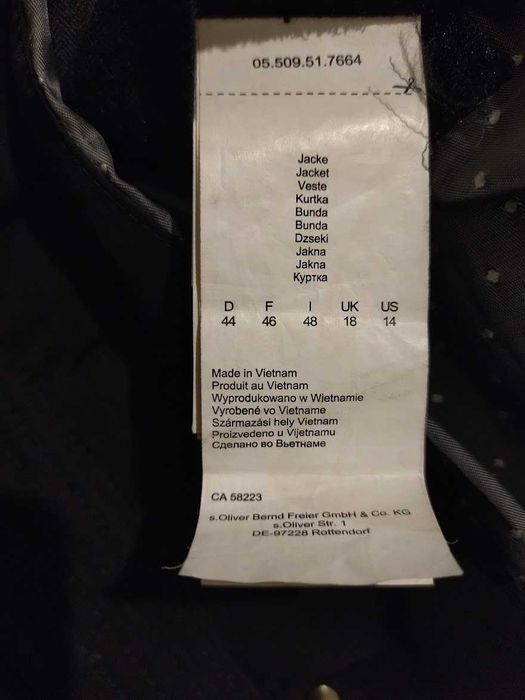 05.509.51.7664
Jacke
Jacket
Veste
Kurtka
Bunda
Bunda
Dzseki
Jakna
Jakna
Куртка
D F I UK US
44 46 48 18 14
Made in Vietnam
Produit au Vietnam
Wyprodukowano w Wietnamie
Vyrobené vo Vietname
Származási hely Vietnam
Proizvedeno u Vijetnamu
Сделано во Вьетнаме
CA 58223
s.Oliver Bernd Freier GmbH & Co. KG
s.Oliver Str. 1
DE-97228 Rottendorf